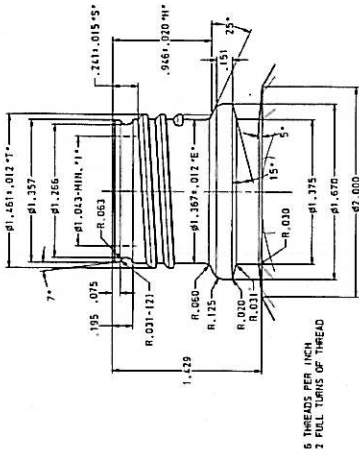 .241±.015 "S"
.946±.020 "H"
25°
.151
ø1.461±.012 "T"
ø1.357
ø1.266
ø1.043-MIN. "I"
R.063
7°
.075
.195
R.031-(2)
ø1.367±.012 "E"
5°
15°
ø1.375
ø1.670
ø2.000
R.060
R.125
R.020
R.031
R.030
1.429
6 THREADS PER INCH
2 FULL TURNS OF THREAD